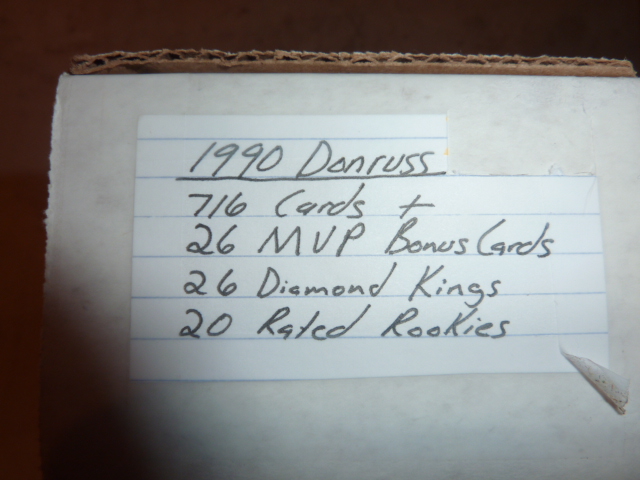 1990 Donruss
716 Cards +
26 MVP Bonus Cards
26 Diamond Kings
20 Rated Rookies